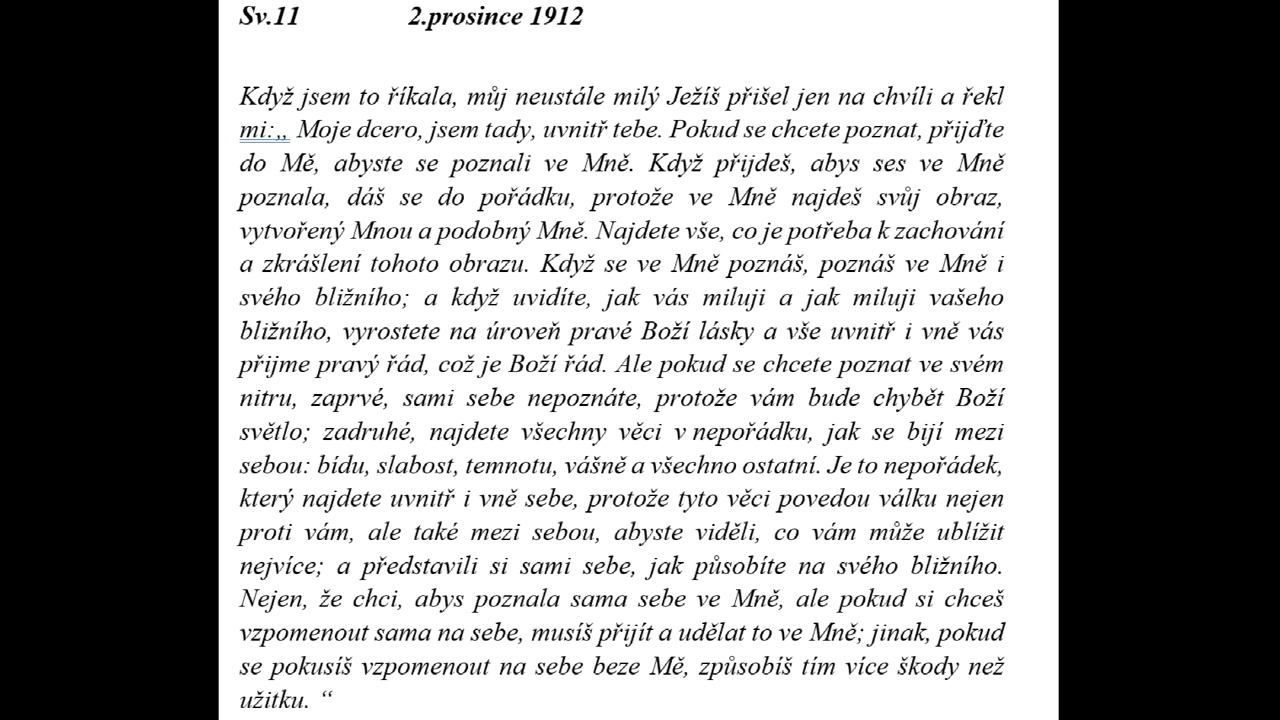 Sv.11 2.prosince 1912
Když jsem to říkala, můj neustále milý Ježíš přišel jen na chvíli a řekl
mi:„ Moje dcero, jsem tady, uvnitř tebe. Pokud se chcete poznat, přijďte
do Mě, abyste se poznali ve Mně. Když přijdeš, abys ses ve Mně
poznala, dáš se do pořádku, protože ve Mně najdeš svůj obraz,
vytvořený Mnou a podobný Mně. Najdete vše, co je potřeba k zachování
a zkrášlení tohoto obrazu. Když se ve Mně poznáš, poznáš ve Mně i
svého bližního; a když uvidíte, jak vás miluji a jak miluji vašeho
bližního, vyrostete na úroveň pravé Boží lásky a vše uvnitř i vně vás
přijme pravý řád, což je Boží řád. Ale pokud se chcete poznat ve svém
nitru, zaprvé, sami sebe nepoznáte, protože vám bude chybět Boží
světlo; zadruhé, najdete všechny věci v nepořádku, jak se bijí mezi
sebou: bídu, slabost, temnotu, vášně a všechno ostatní. Je to nepořádek,
který najdete uvnitř i vně sebe, protože tyto věci povedou válku nejen
proti vám, ale také mezi sebou, abyste viděli, co vám může ublížit
nejvíce; a představili si sami sebe, jak působíte na svého bližního.
Nejen, že chci, abys poznala sama sebe ve Mně, ale pokud si chceš
vzpomenout sama na sebe, musíš přijít a udělat to ve Mně; jinak, pokud
se pokusíš vzpomenout na sebe beze Mě, způsobíš tím více škody než
užitku. “